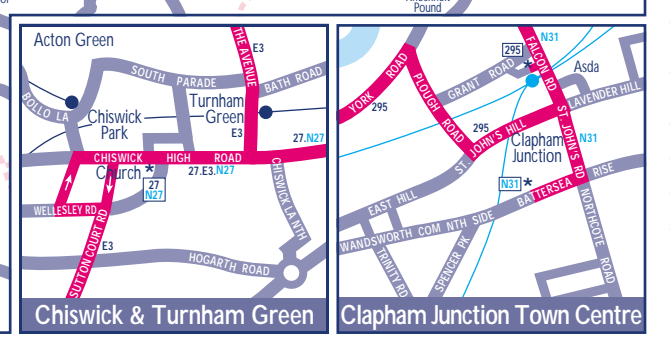 Pound
Acton Green
THE AVENUE
E3
SOUTH PARADE
BATH ROAD
BOLLO LA
Chiswick
Park
Turnham
Green
E3
27.N27
CHISWICK HIGH ROAD
Church *
27.E3.N27
27
N27
CHISWICK LA NTH
WELLESLEY RD
SUTTON COURT RD
E3
HOGARTH ROAD
Chiswick & Turnham Green
N31
295
*
FALCON RD
Asda
YORK ROAD
PLOUGH ROAD
GRANT ROAD
LAVENDER HILL
295
295
ST. JOHN'S HILL
ST. JOHN'S RD
Clapham
Junction
N31
N31 *
BATTERSEA RISE
EAST HILL
WANDSWORTH COM NTH SIDE
TRINITY RD
SPENCER PK
NORTHCOTE ROAD
Clapham Junction Town Centre